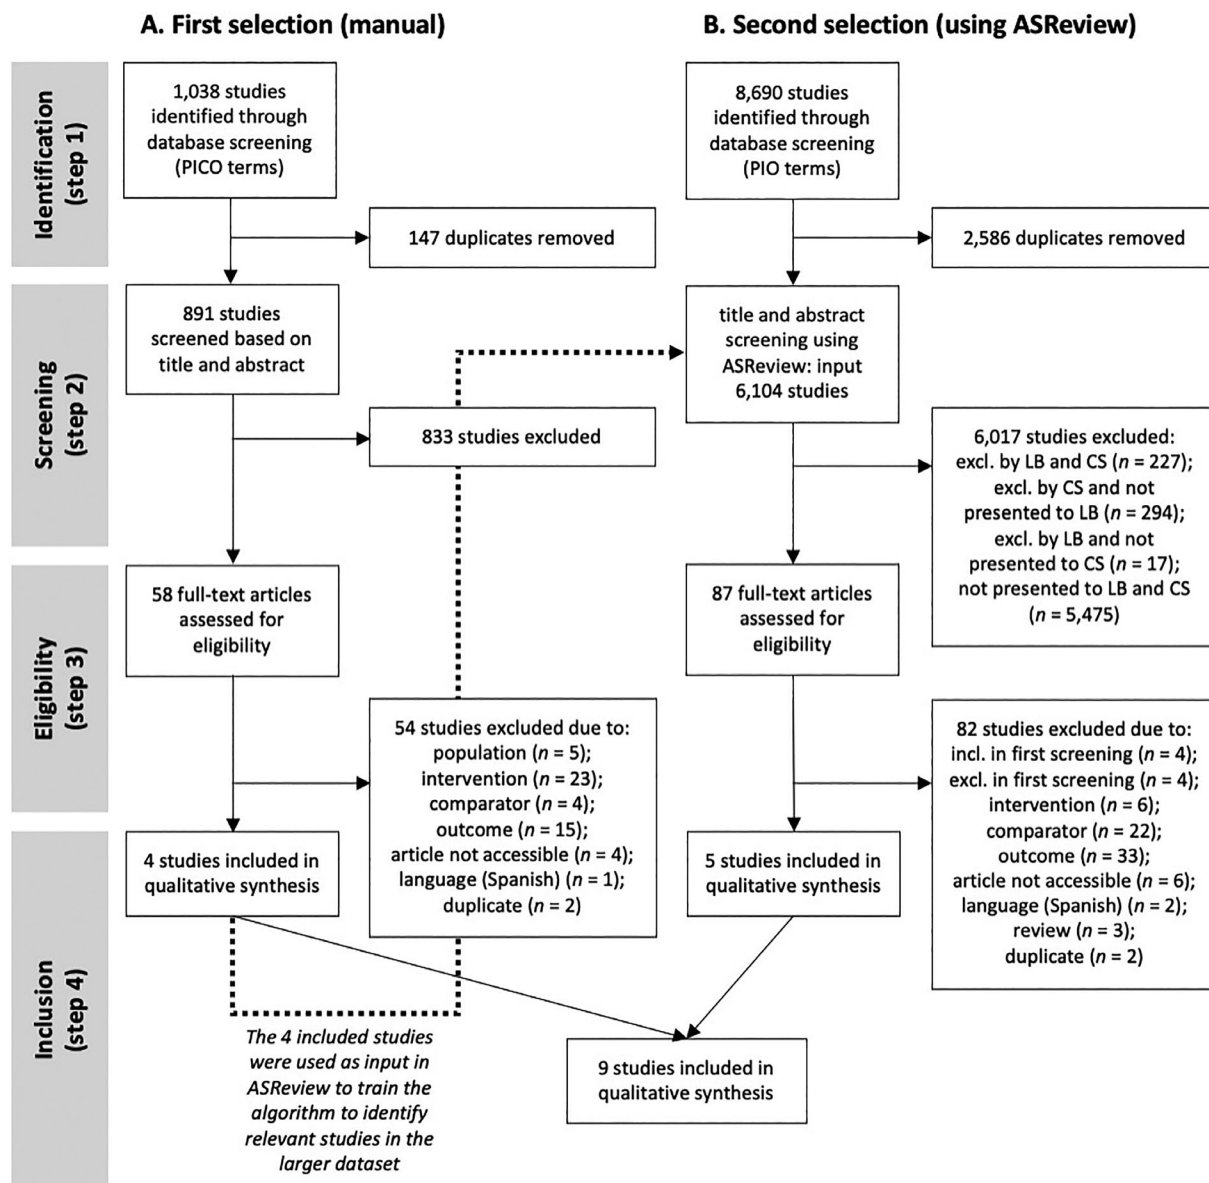 A. First selection (manual)
B. Second selection (using ASReview)
Identification
(step 1)
1,038 studies
identified through
database screening
(PICO terms)
8,690 studies
identified through
database screening
(PIO terms)
147 duplicates removed
2,586 duplicates removed
Screening
(step 2)
891 studies
screened based on
title and abstract
title and abstract
screening using
ASReview: input
6,104 studies
833 studies excluded
6,017 studies excluded:
excl. by LB and CS (n = 227);
excl. by CS and not
presented to LB (n = 294);
excl. by LB and not
presented to CS (n = 17);
not presented to LB and CS
(n = 5,475)
Eligibility
(step 3)
58 full-text articles
assessed for
eligibility
87 full-text articles
assessed for
eligibility
54 studies excluded due to:
population (n = 5);
intervention (n = 23);
comparator (n = 4);
outcome (n = 15);
article not accessible (n = 4);
language (Spanish) (n = 1);
duplicate (n = 2)
82 studies excluded due to:
incl. in first screening (n = 4);
excl. in first screening (n = 4);
intervention (n = 6);
comparator (n = 22);
outcome (n = 33);
article not accessible (n = 6);
language (Spanish) (n = 2);
review (n = 3);
duplicate (n = 2)
Inclusion
(step 4)
4 studies included in
qualitative synthesis
5 studies included in
qualitative synthesis
The 4 included studies
were used as input in
ASReview to train the
algorithm to identify
relevant studies in the
larger dataset
9 studies included in
qualitative synthesis